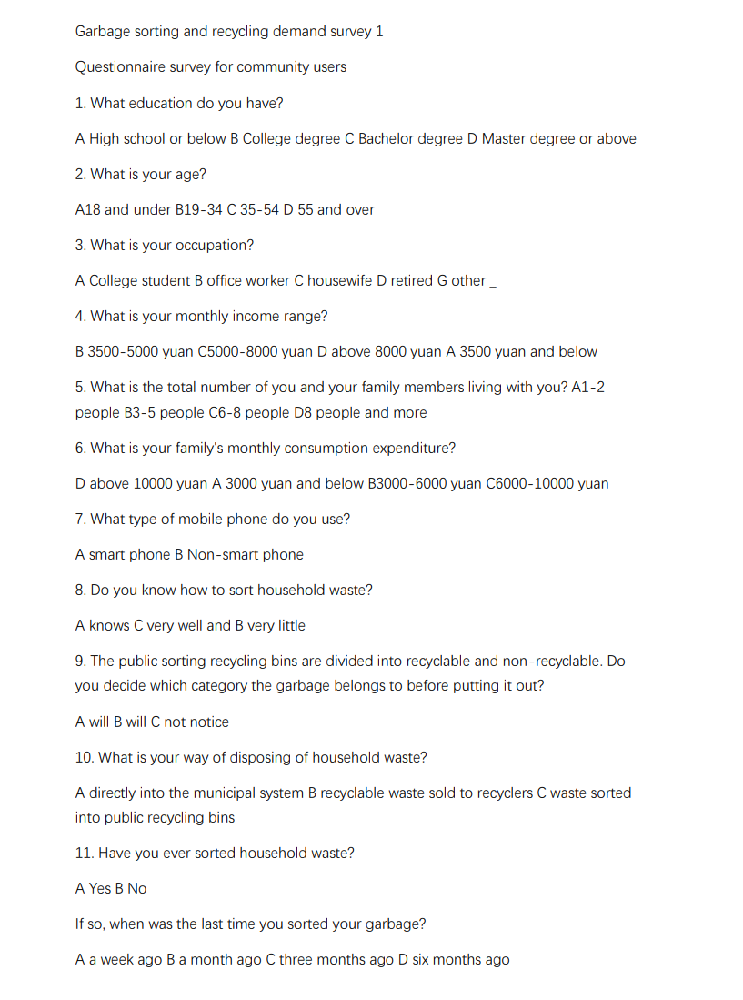 Garbage sorting and recycling demand survey 1
Questionnaire survey for community users
1. What education do you have?
A High school or below B College degree C Bachelor degree D Master degree or above
2. What is your age?
A18 and under B19-34 C 35-54 D 55 and over
3. What is your occupation?
A College student B office worker C housewife D retired G other _
4. What is your monthly income range?
B 3500-5000 yuan C5000-8000 yuan D above 8000 yuan A 3500 yuan and below
5. What is the total number of you and your family members living with you? A1-2
people B3-5 people C6-8 people D8 people and more
6. What is your family's monthly consumption expenditure?
D above 10000 yuan A 3000 yuan and below B3000-6000 yuan C6000-10000 yuan
7. What type of mobile phone do you use?
A smart phone B Non-smart phone
8. Do you know how to sort household waste?
A knows C very well and B very little
9. The public sorting recycling bins are divided into recyclable and non-recyclable. Do
you decide which category the garbage belongs to before putting it out?
A will B will C not notice
10. What is your way of disposing of household waste?
A directly into the municipal system B recyclable waste sold to recyclers C waste sorted
into public recycling bins
11. Have you ever sorted household waste?
A Yes B No
If so, when was the last time you sorted your garbage?
A a week ago B a month ago C three months ago D six months ago